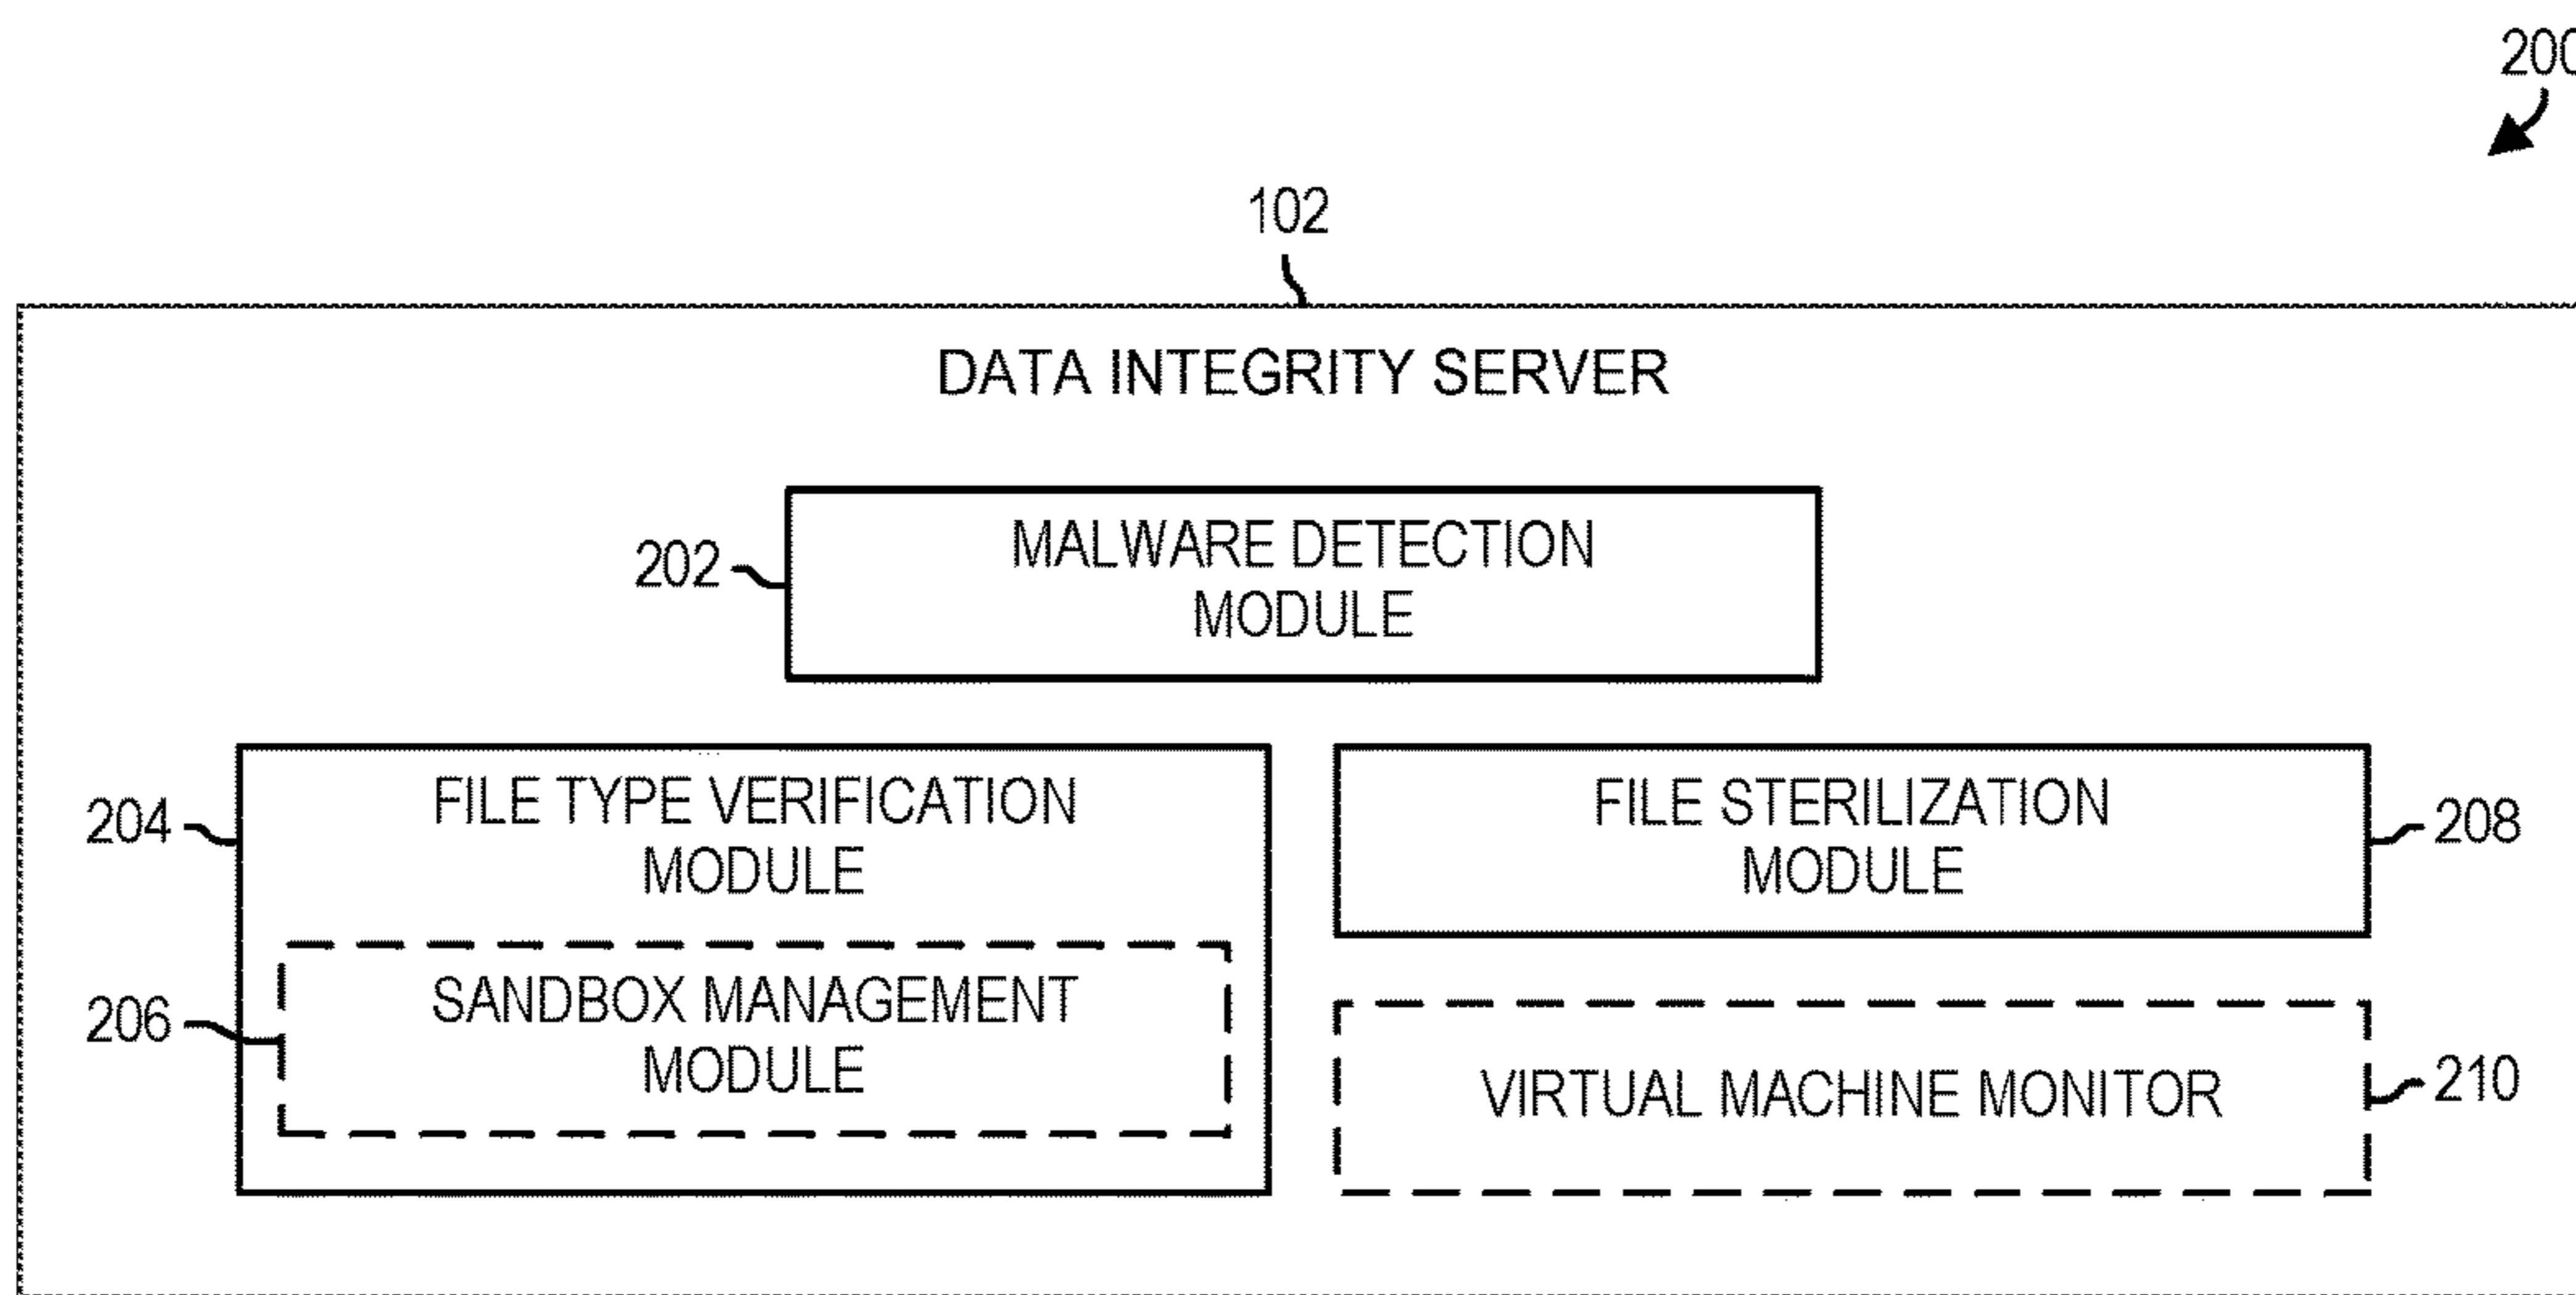 200
102
DATA INTEGRITY SERVER
202
MALWARE DETECTION
MODULE
204
FILE TYPE VERIFICATION
MODULE
206
SANDBOX MANAGEMENT
MODULE
FILE STERILIZATION
MODULE
208
VIRTUAL MACHINE MONITOR
210